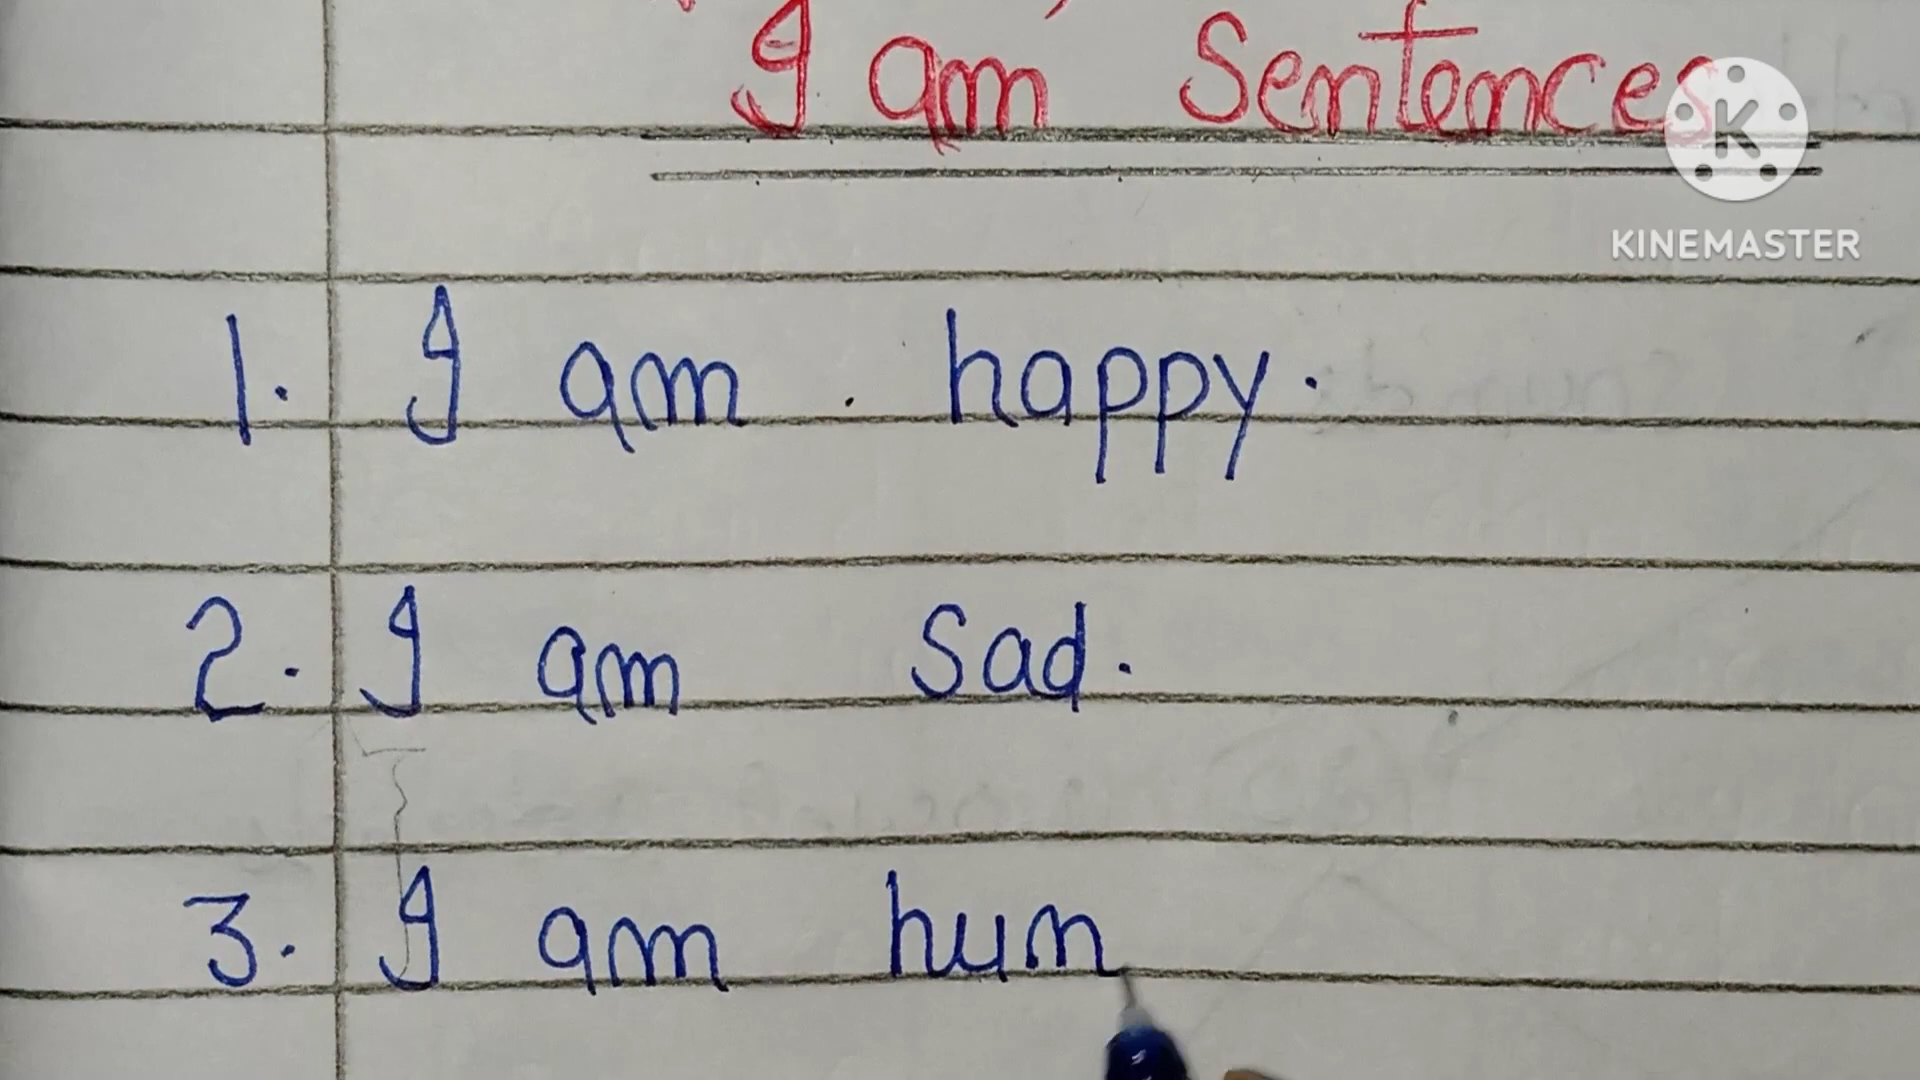 I am Sentences
K
KINEMASTER
1. I am . happy.
2. I am Sad.
3. I am hun